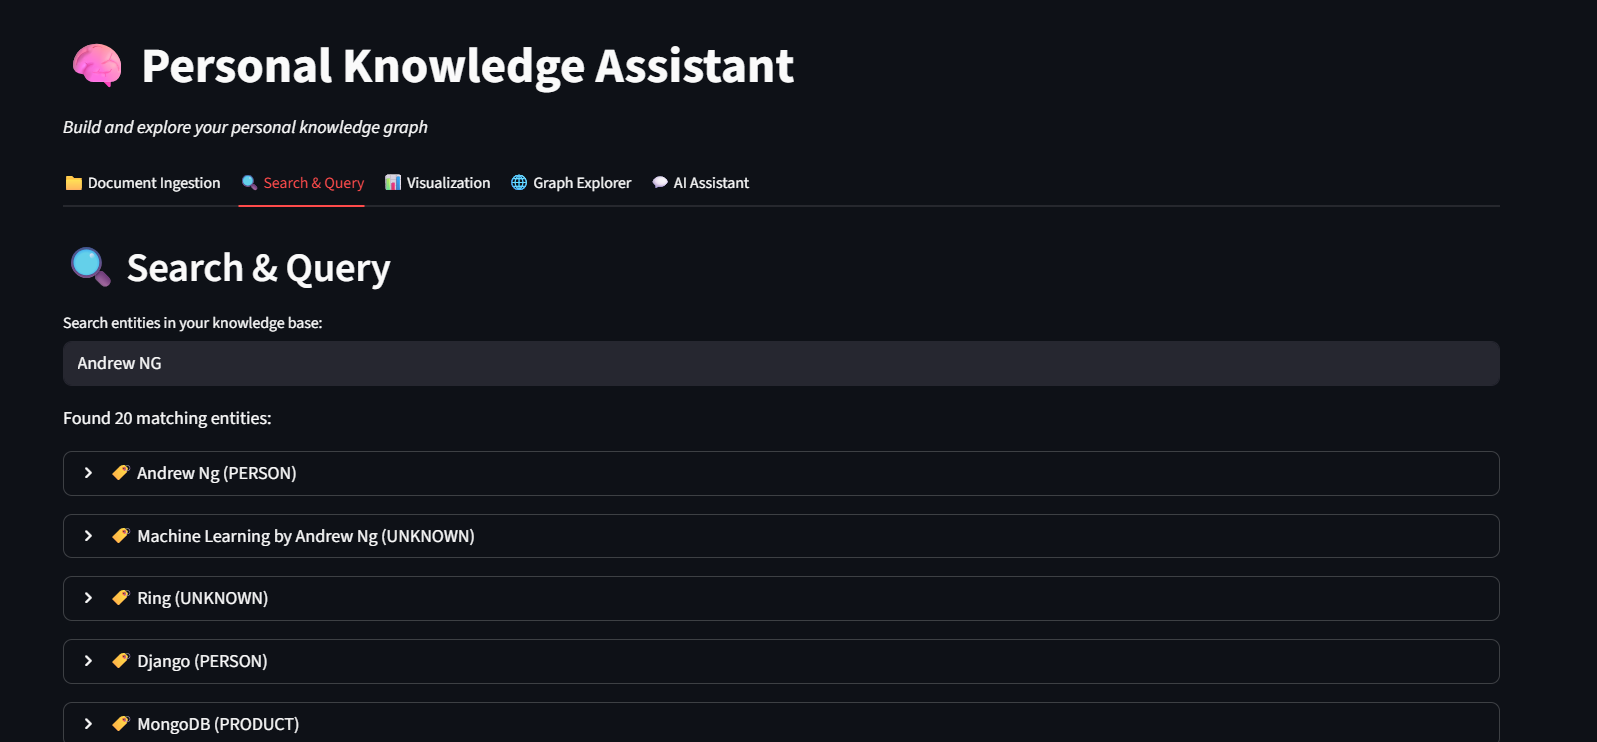 Personal Knowledge Assistant
Build and explore your personal knowledge graph
Document Ingestion Search & Query Visualization Graph Explorer AI Assistant
Search & Query
Search entities in your knowledge base:
Andrew NG
Found 20 matching entities:
Andrew Ng (PERSON)
Machine Learning by Andrew Ng (UNKNOWN)
Ring (UNKNOWN)
Django (PERSON)
MongoDB (PRODUCT)